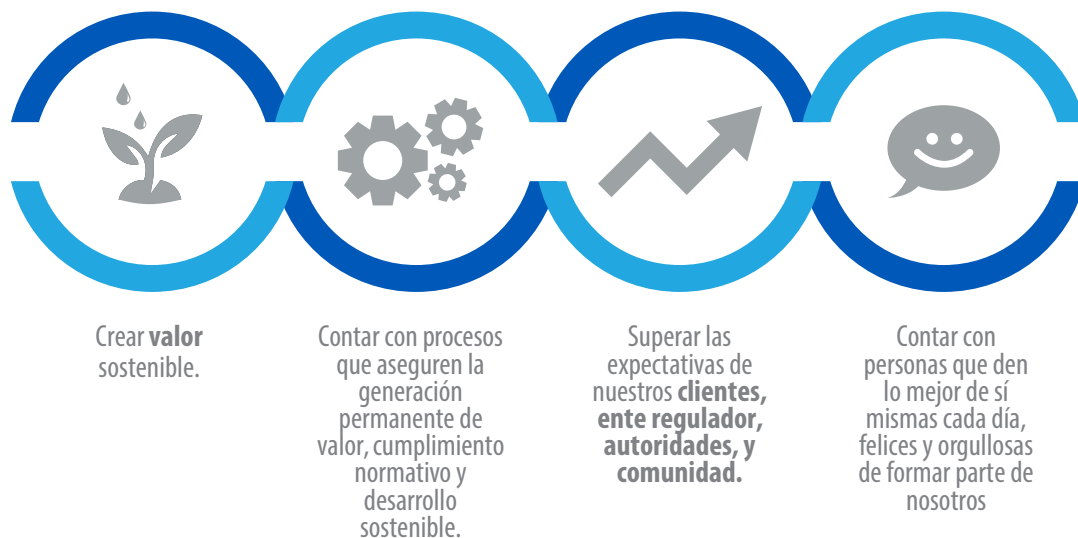 Crear valor
sostenible.
Contar con procesos
que aseguren la
generación
permanente de
valor, cumplimiento
normativo y
desarrollo
sostenible.
Superar las
expectativas de
nuestros clientes,
ente regulador,
autoridades, y
comunidad.
Contar con
personas que den
lo mejor de sí
mismas cada día,
felices y orgullosas
de formar parte de
nosotros